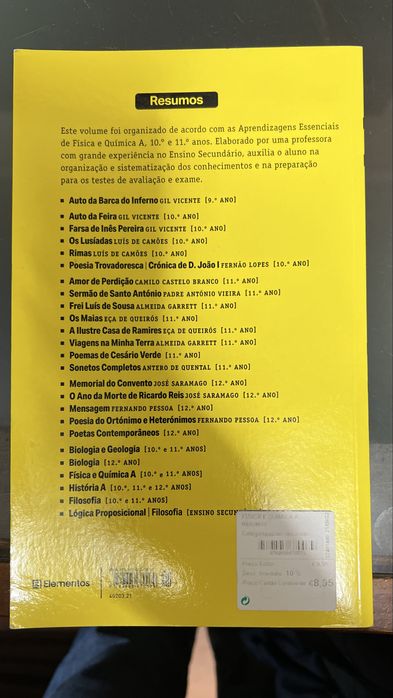 Resumos
Este volume foi organizado de acordo com as Aprendizagens Essenciais
de Física e Química A, 10.º e 11.º anos. Elaborado por uma professora
com grande experiência no Ensino Secundário, auxilia o aluno na
organização e sistematização dos conhecimentos e na preparação
para os testes de avaliação e exame.
Auto da Barca do Inferno GIL VICENTE [9.º ANO]
Auto da Feira GIL VICENTE [10.º ANO]
Farsa de Inês Pereira GIL VICENTE [10.º ANO]
Os Lusíadas LUÍS DE CAMÕES [10.º ANO]
Rimas LUÍS DE CAMÕES [10.º ANO]
Poesia Trovadoresca | Crónica de D. João I FERNÃO LOPES [10.º ANO]
Amor de Perdição CAMILO CASTELO BRANCO [11.º ANO]
Sermão de Santo António PADRE ANTÓNIO VIEIRA [11.º ANO]
Frei Luís de Sousa ALMEIDA GARRETT [11.º ANO]
Os Maias EÇA DE QUEIRÓS [11.º ANO]
A Ilustre Casa de Ramires EÇA DE QUEIRÓS [11.º ANO]
Viagens na Minha Terra ALMEIDA GARRETT [11.º ANO]
Poemas de Cesário Verde [11.º ANO]
Sonetos Completos ANTERO DE QUENTAL [11.º ANO]
Memorial do Convento JOSÉ SARAMAGO [12.º ANO]
O Ano da Morte de Ricardo Reis JOSÉ SARAMAGO [12.º ANO]
Mensagem FERNANDO PESSOA [12.º ANO]
Poesia do Ortónimo e Heterónimos FERNANDO PESSOA [12.º ANO]
Poetas Contemporâneos [12.º ANO]
Biologia e Geologia [10.º e 11.º ANOS]
Biologia [12.º ANO]
Física e Química A [10.º e 11.º ANOS]
História A [10.º, 11.º e 12.º ANOS]
Filosofia [10.º e 11.º ANOS]
Lógica Proposicional | Filosofia [ENSINO SECUN
FISICA E QUIMICA A
Preço Editor
10 %
€8,95
Elementos
40203.21